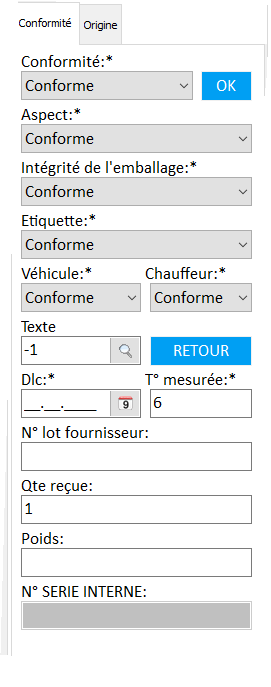 Conformité Origine
Conformité:*
Conforme OK
Aspect:*
Conforme
Intégrité de l'emballage:*
Conforme
Etiquette:*
Conforme
Véhicule:* Chauffeur:*
Conforme Conforme
Texte
-1 RETOUR
Dlc:* T° mesurée:*
__.__.____ 9 6
N° lot fournisseur:
Qte reçue:
1
Poids:
N° SERIE INTERNE: